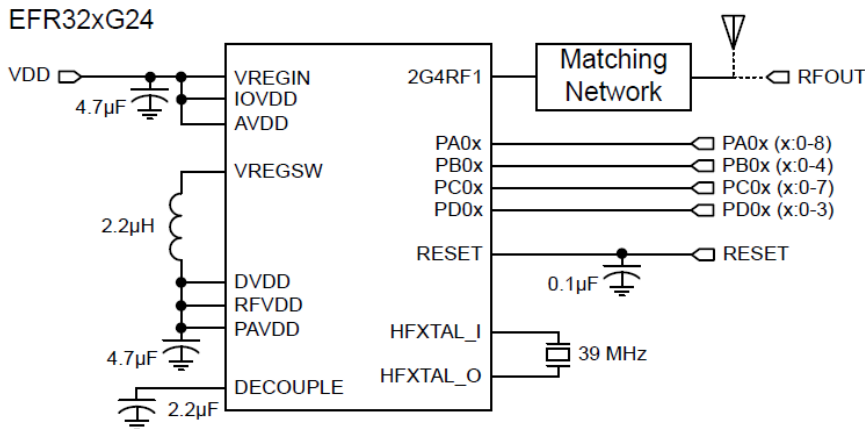 EFR32xG24
VDD
4.7µF
VREGIN
IOVDD
AVDD
VREGSW
2.2µH
DVDD
RFVDD
PAVDD
4.7µF
DECOUPLE
2.2µF
2G4RF1
Matching
Network
RFOUT
PA0x PA0x (x:0-8)
PB0x PB0x (x:0-4)
PC0x PC0x (x:0-7)
PD0x PD0x (x:0-3)
RESET RESET
0.1µF
HFXTAL_I
39 MHz
HFXTAL_O